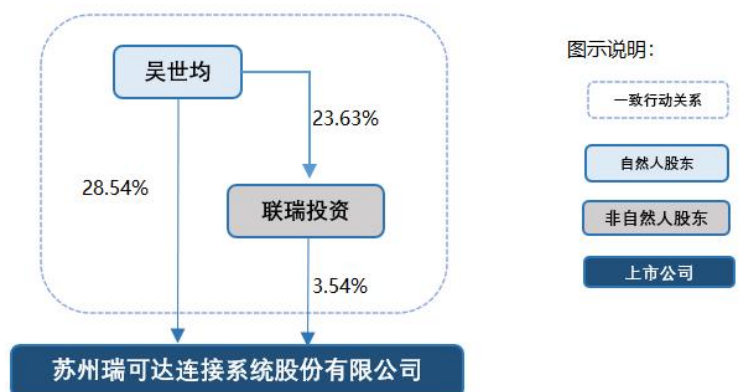 吴世均
23.63%
28.54%
联瑞投资
3.54%
苏州瑞可达连接系统股份有限公司
图示说明：
一致行动关系
自然人股东
非自然人股东
上市公司